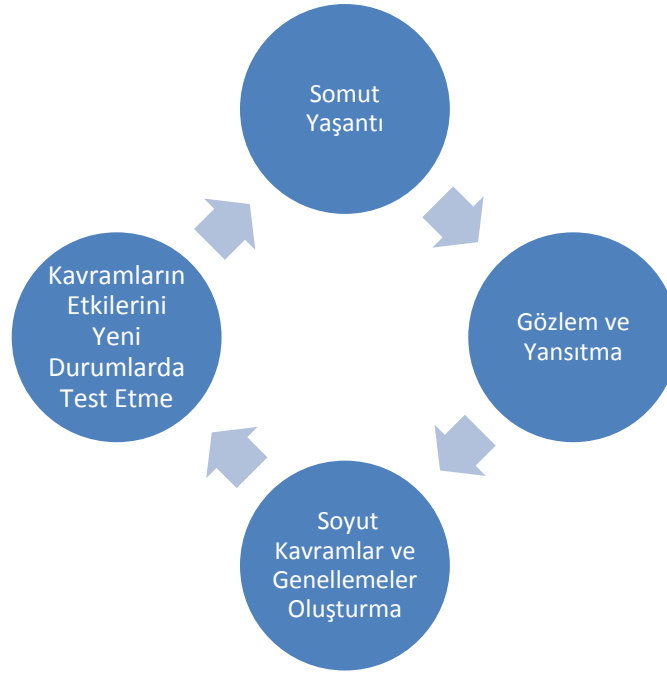 Somut
Yaşantı
Gözlem ve
Yansıtma
Soyut
Kavramlar ve
Genellemeler
Oluşturma
Kavramların
Etkilerini
Yeni
Durumlarda
Test Etme